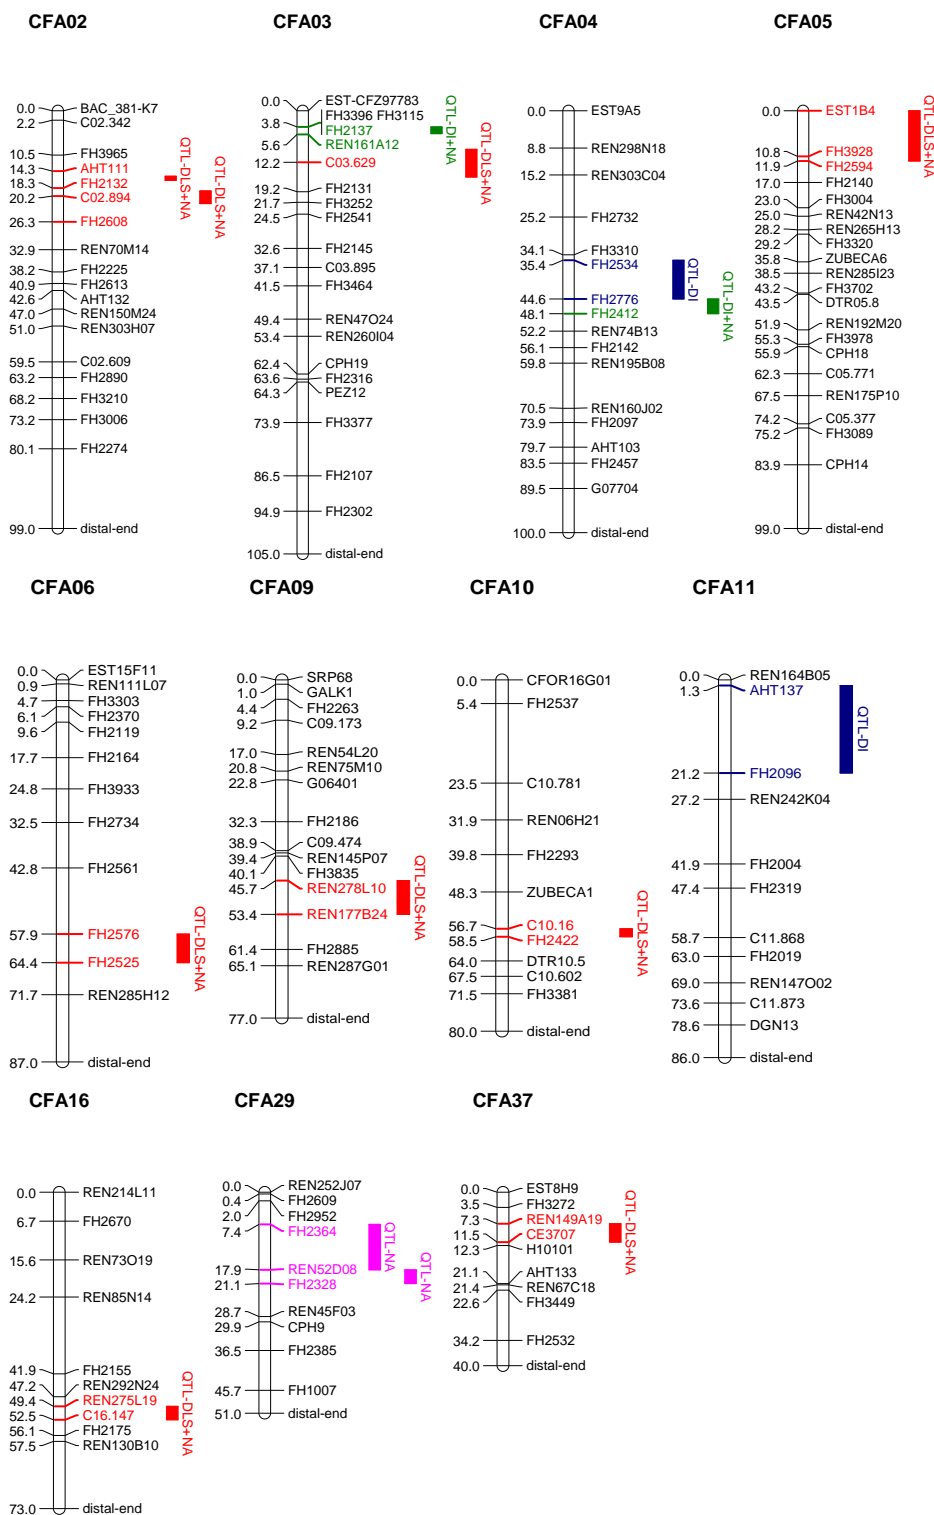 CFA02
0.0 BAC_381-K7
2.2 C02.342
10.5 FH3965
14.3 AHT111
18.3 FH2132
20.2 C02.894
26.3 FH2608
32.9 REN70M14
38.2 FH2225
40.9 FH2613
42.6 AHT132
47.0 REN150M24
51.0 REN303H07
59.5 C02.609
63.2 FH2890
68.2 FH3210
73.2 FH3006
80.1 FH2274
99.0 distal-end
QTL-DLS+NA
QTL-DLS+NA
CFA03
0.0 EST-CFZ97783
FH3396 FH3115
3.8 FH2137
5.6 REN161A12
12.2 C03.629
19.2 FH2131
21.7 FH3252
24.5 FH2541
32.6 FH2145
37.1 C03.895
41.5 FH3464
49.4 REN47O24
53.4 REN260I04
62.4 CPH19
63.6 FH2316
64.3 PEZ12
73.9 FH3377
86.5 FH2107
94.9 FH2302
105.0 distal-end
QTL-DI+NA
QTL-DLS+NA
CFA04
0.0 EST9A5
8.8 REN298N18
15.2 REN303C04
25.2 FH2732
34.1 FH3310
35.4 FH2534
44.6 FH2776
48.1 FH2412
52.2 REN74B13
56.1 FH2142
59.8 REN195B08
70.5 REN160J02
73.9 FH2097
79.7 AHT103
83.5 FH2457
89.5 G07704
100.0 distal-end
QTL-DI
QTL-DI+NA
CFA05
0.0 EST1B4
10.8 FH3928
11.9 FH2594
17.0 FH2140
23.0 FH3004
25.0 REN42N13
28.2 REN265H13
29.2 FH3320
35.8 ZUBECA6
38.5 REN285I23
43.2 FH3702
43.5 DTR05.8
51.9 REN192M20
55.3 FH3978
55.9 CPH18
62.3 C05.771
67.5 REN175P10
74.2 C05.377
75.2 FH3089
83.9 CPH14
99.0 distal-end
QTL-DLS+NA
CFA06
0.0 EST15F11
0.9 REN111L07
4.7 FH3303
6.1 FH2370
9.6 FH2119
17.7 FH2164
24.8 FH3933
32.5 FH2734
42.8 FH2561
57.9 FH2576
64.4 FH2525
71.7 REN285H12
87.0 distal-end
QTL-DLS+NA
CFA09
0.0 SRP68
1.0 GALK1
4.4 FH2263
9.2 C09.173
17.0 REN54L20
20.8 REN75M10
22.8 G06401
32.3 FH2186
38.9 C09.474
39.4 REN145P07
40.1 FH3835
45.7 REN278L10
53.4 REN177B24
61.4 FH2885
65.1 REN287G01
77.0 distal-end
QTL-DLS+NA
CFA10
0.0 CFOR16G01
5.4 FH2537
23.5 C10.781
31.9 REN06H21
39.8 FH2293
48.3 ZUBECA1
56.7 C10.16
58.5 FH2422
64.0 DTR10.5
67.5 C10.602
71.5 FH3381
80.0 distal-end
QTL-DLS+NA
CFA11
0.0 REN164B05
1.3 AHT137
21.2 FH2096
27.2 REN242K04
41.9 FH2004
47.4 FH2319
58.7 C11.868
63.0 FH2019
69.0 REN147O02
73.6 C11.873
78.6 DGN13
86.0 distal-end
QTL-DI
CFA16
0.0 REN214L11
6.7 FH2670
15.6 REN73O19
24.2 REN85N14
41.9 FH2155
47.2 REN292N24
49.4 REN275L19
52.5 C16.147
56.1 FH2175
57.5 REN130B10
73.0 distal-end
QTL-DLS+NA
CFA29
0.0 REN252J07
0.4 FH2609
2.0 FH2952
7.4 FH2364
17.9 REN52D08
21.1 FH2328
28.7 REN45F03
29.9 CPH9
36.5 FH2385
45.7 FH1007
51.0 distal-end
QTL-NA
QTL-NA
CFA37
0.0 EST8H9
3.5 FH3272
7.3 REN149A19
11.5 CE3707
12.3 H10101
21.1 AHT133
21.4 REN67C18
22.6 FH3449
34.2 FH2532
40.0 distal-end
QTL-DLS+NA